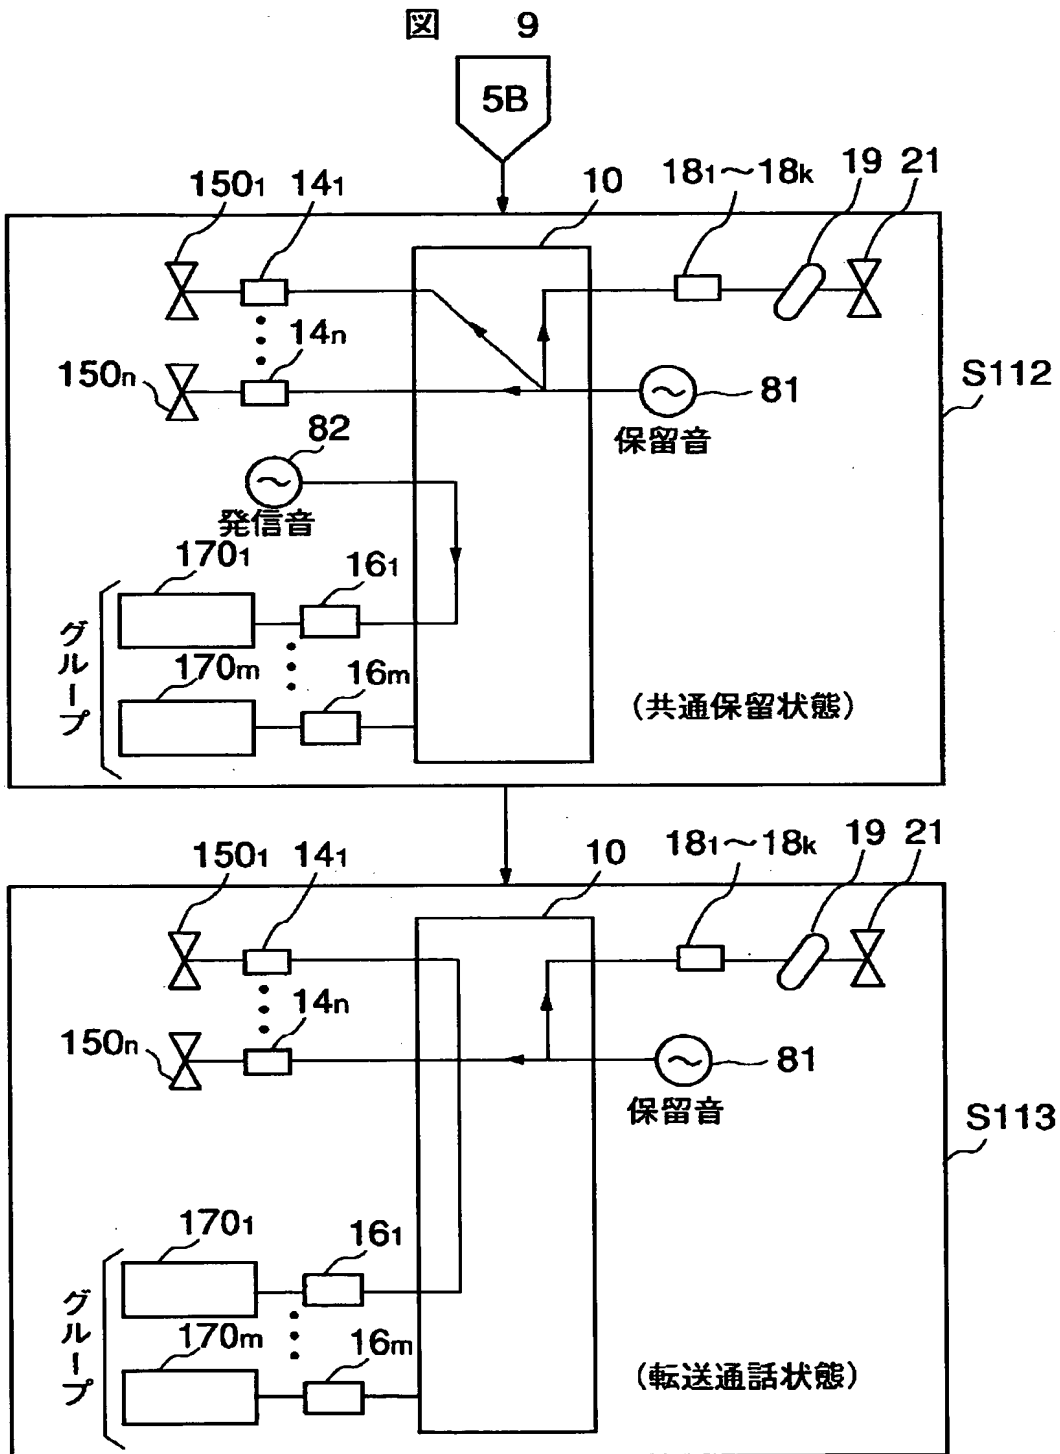 図 9
5B
150₁ 14₁ 10 18₁～18k 19 21
14n
150n
S112
81
保留音
82
発信音
170₁
16₁
グループ
170m
16m
(共通保留状態)
150₁ 14₁ 10 18₁～18k 19 21
14n
150n
81
保留音
S113
170₁
16₁
グループ
170m
16m
(転送通話状態)